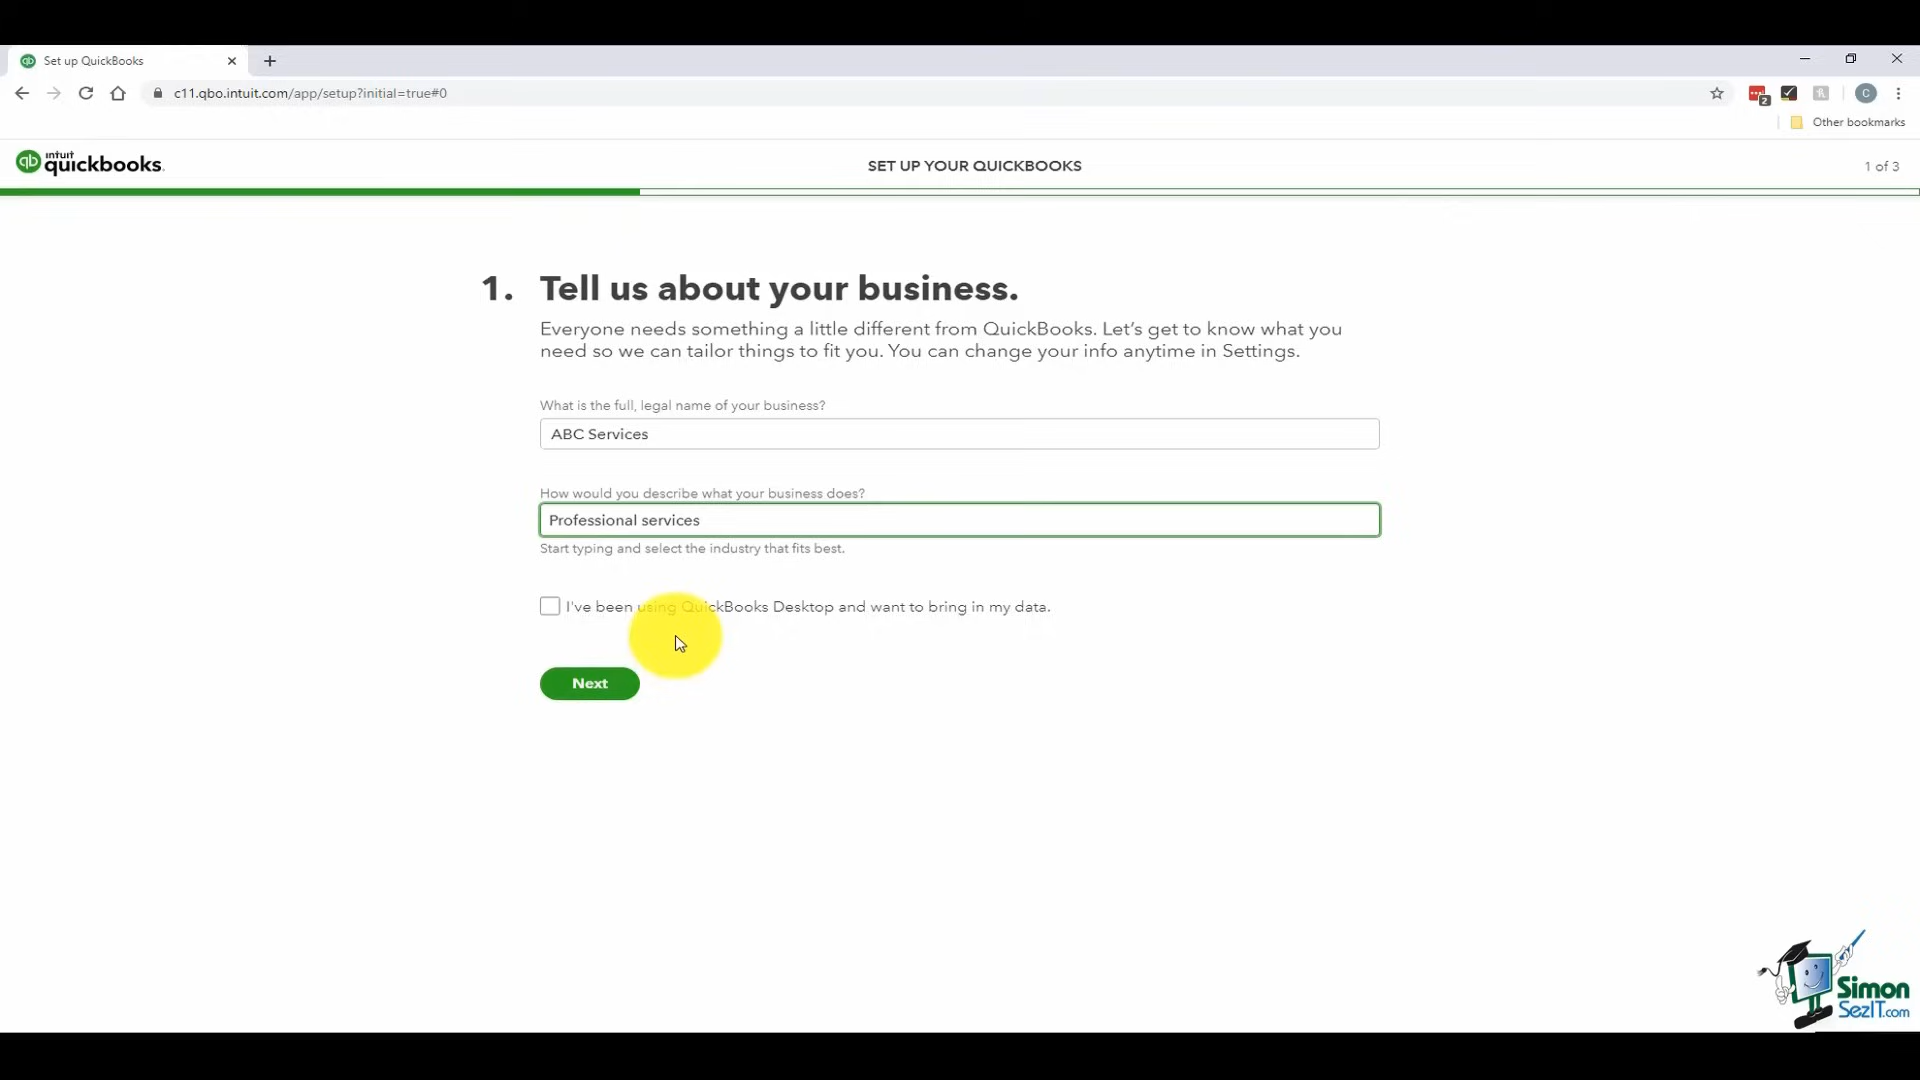 Set up QuickBooks
c11.qbo.intuit.com/app/setup?initial=true#0
2
C
Other bookmarks
qb intuit quickbooks.
SET UP YOUR QUICKBOOKS
1 of 3
1. Tell us about your business.
Everyone needs something a little different from QuickBooks. Let's get to know what you
need so we can tailor things to fit you. You can change your info anytime in Settings.
What is the full, legal name of your business?
ABC Services
How would you describe what your business does?
Professional services
Start typing and select the industry that fits best.
I've been using QuickBooks Desktop and want to bring in my data.
Next
Simon
SezIT.com